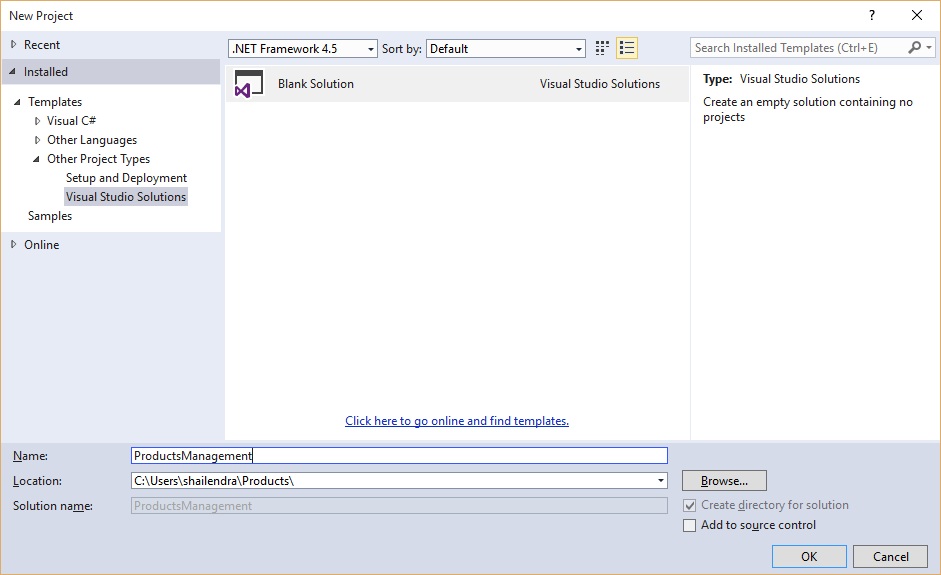 New Project
?
Recent
.NET Framework 4.5 Sort by: Default
Search Installed Templates (Ctrl+E)
Installed
Blank Solution Visual Studio Solutions
Type: Visual Studio Solutions
Create an empty solution containing no
projects
Templates
Visual C#
Other Languages
Other Project Types
Setup and Deployment
Visual Studio Solutions
Samples
Online
Click here to go online and find templates.
Name: ProductsManagement
Location: C:\Users\shailendra\Products\ Browse...
Solution name: ProductsManagement
Create directory for solution
Add to source control
OK Cancel